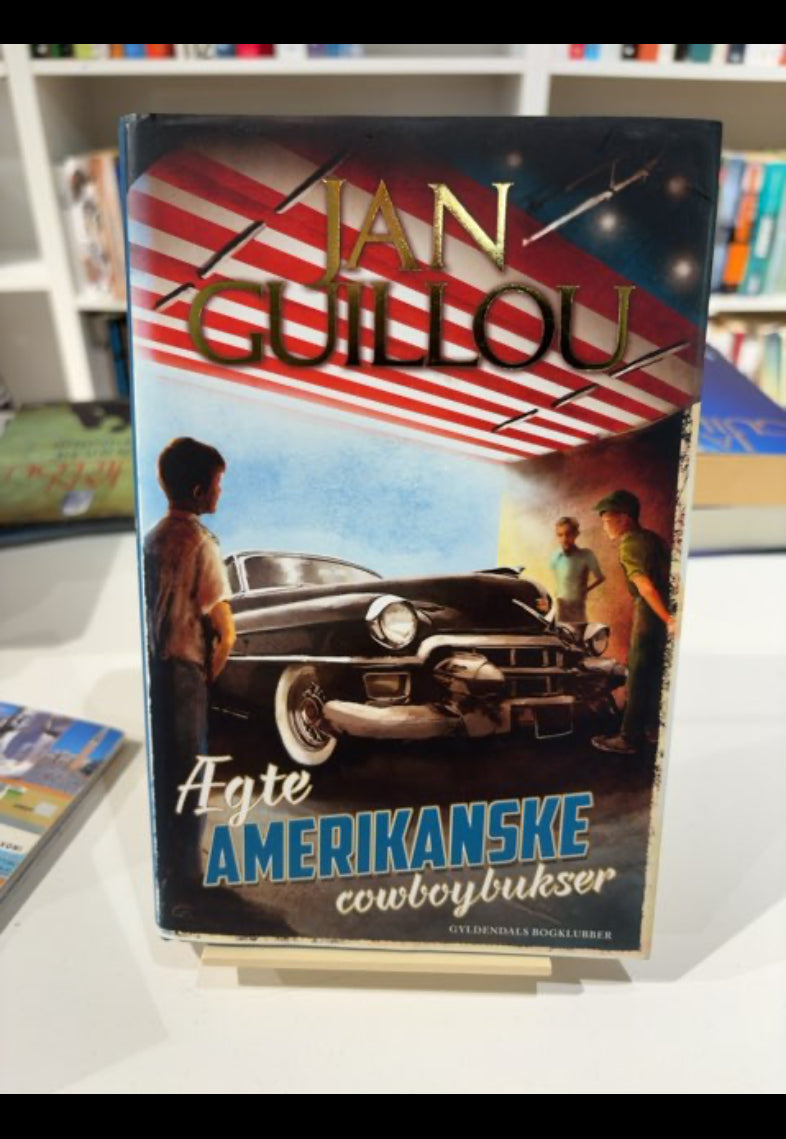 JAN
GUILLOU
Ægte
AMERIKANSKE
cowboybukser
GYLDENDALS BOGKLUBBER